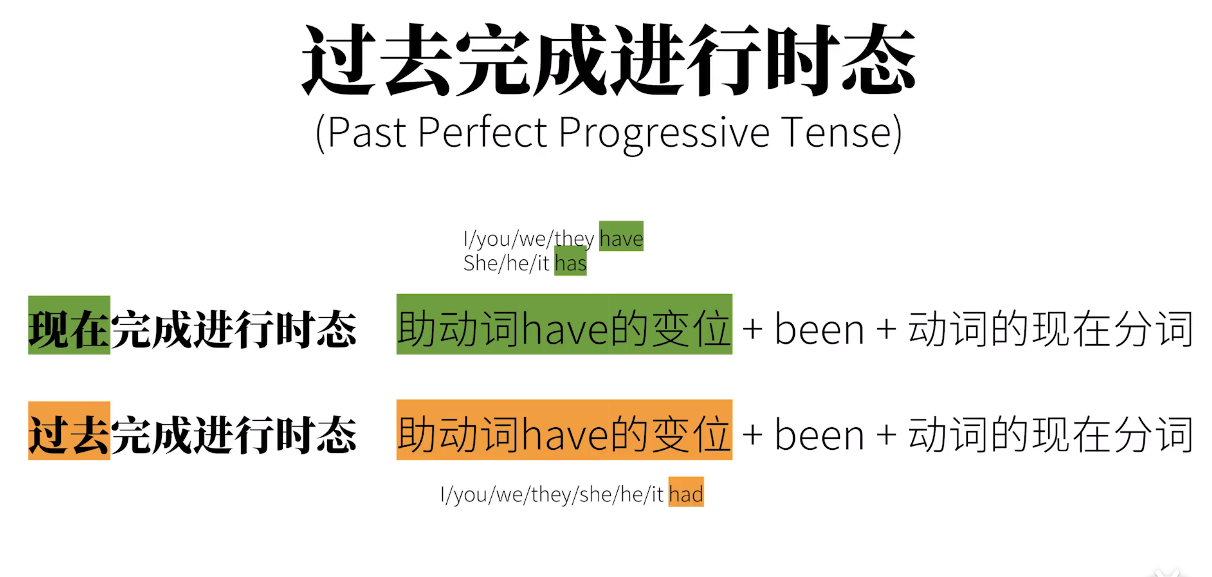 过去完成进行时态
(Past Perfect Progressive Tense)
I/you/we/they have
She/he/it has
现在完成进行时态 助动词have的变位 + been + 动词的现在分词
过去完成进行时态 助动词have的变位 + been + 动词的现在分词
I/you/we/they/she/he/it had